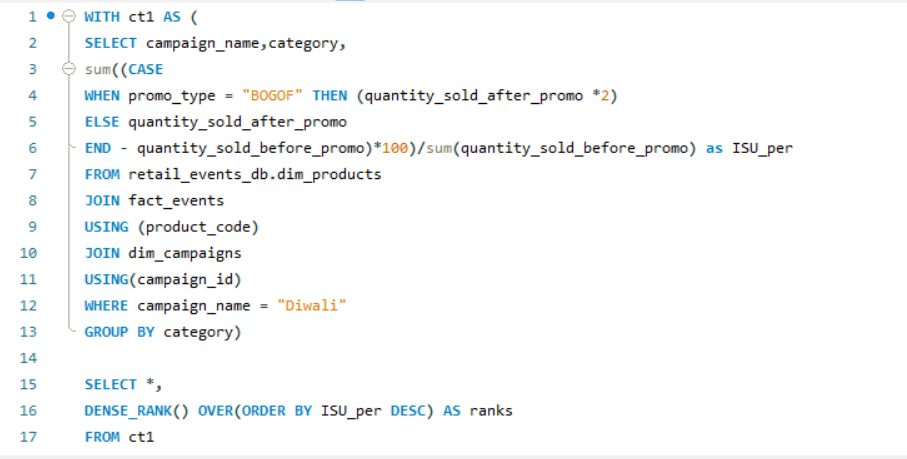 1 WITH ct1 AS (
2 SELECT campaign_name,category,
3 sum((CASE
4 WHEN promo_type = "BOGOF" THEN (quantity_sold_after_promo *2)
5 ELSE quantity_sold_after_promo
6 END - quantity_sold_before_promo)*100)/sum(quantity_sold_before_promo) as ISU_per
7 FROM retail_events_db.dim_products
8 JOIN fact_events
9 USING (product_code)
10 JOIN dim_campaigns
11 USING(campaign_id)
12 WHERE campaign_name = "Diwali"
13 GROUP BY category)
14
15 SELECT *,
16 DENSE_RANK() OVER(ORDER BY ISU_per DESC) AS ranks
17 FROM ct1